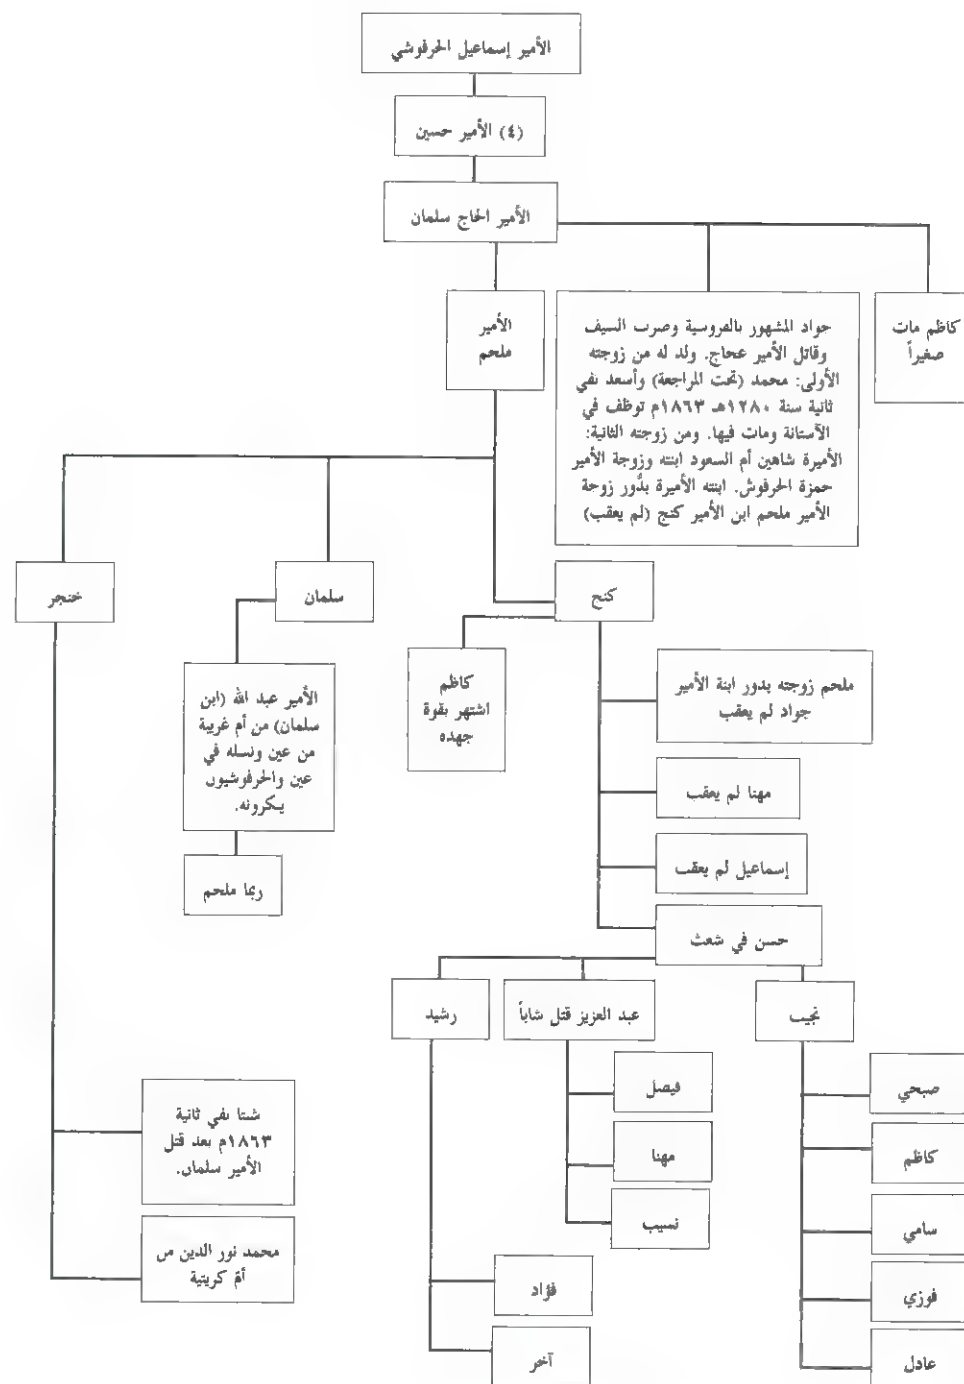 الأمير إسماعيل الحرفوشي
(٤) الأمير حسين
الأمير الحاج سلمان
كاظم مات
صغيراً
جواد المشهور بالفروسية وصرب السيف
وقاتل الأمير عحاج. ولد له من زوجته
الأولى: محمد (تحت المراجعة) وأسعد نفي
ثانية سنة ١٢٨٠هـ ١٨٦٣م توظف في
الآستانة ومات فيها. ومن زوجته الثانية:
الأميرة شاهين أم السعود ابنته وزوجة الأمير
حمزة الحرفوش. ابنته الأميرة بدُّور زوجة
الأمير ملحم ابن الأمير كنج (لم يعقب)
الأمير
ملحم
كنج
سلمان
خنجر
ملحم زوجته بدور ابنة الأمير
جواد لم يعقب
كاظم
اشتهر بقوة
جهده
الأمير عبد الله (ابن
سلمان) من أم غريبة
من عين ونسله في
عين والحرفوشيون
يكرونه.
مهنا لم يعقب
إسماعيل لم يعقب
ربما ملحم
حسن في شعث
نجيب
عبد العزيز قتل شاباً
رشيد
صبحي
كاظم
سامي
فوزي
عادل
فيصل
مهنا
نسيب
فؤاد
آخر
شتا نفي ثانية
١٨٦٣م بعد قتل
الأمير سلمان.
محمد نور الدين من
أمّ كريتية